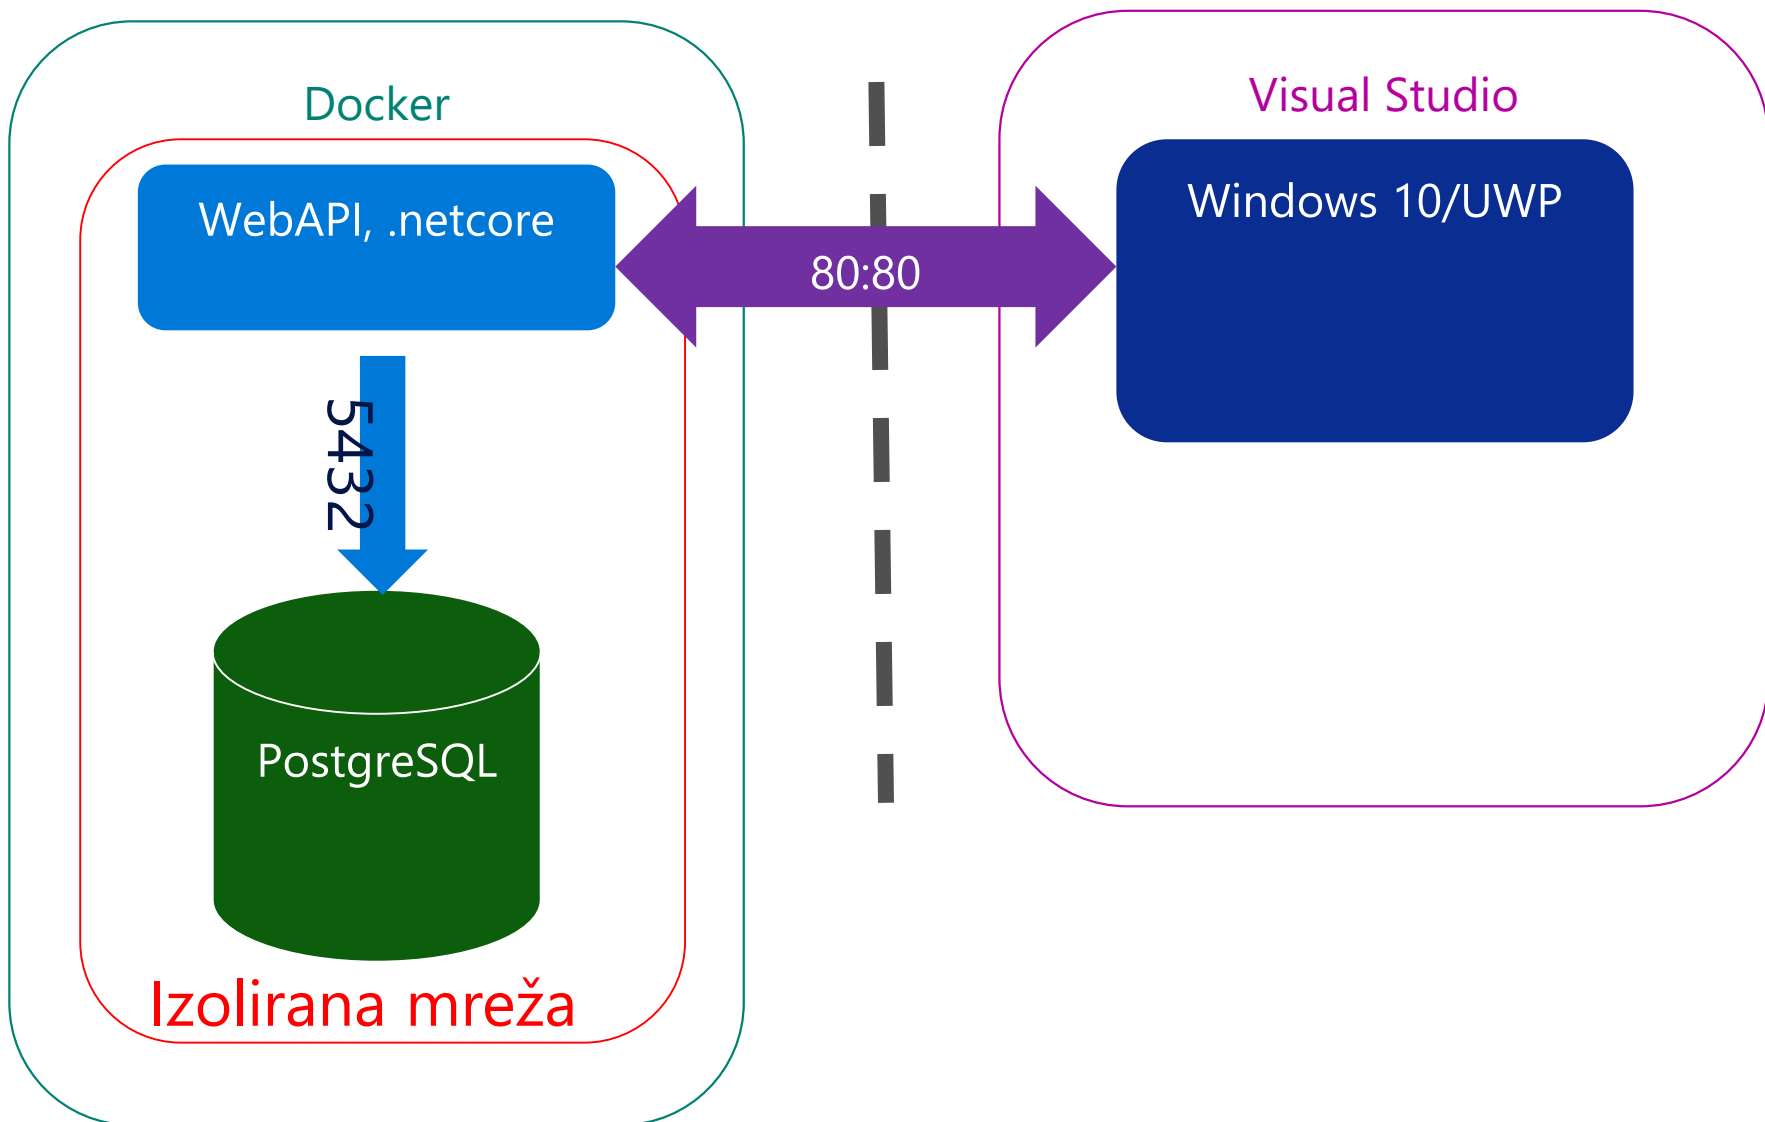 Docker
WebAPI, .netcore
5432
PostgreSQL
Izolirana mreža
80:80
Visual Studio
Windows 10/UWP